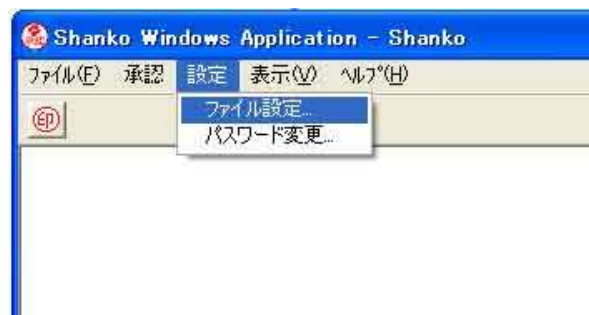 Shanko Windows Application - Shanko
ﾌｧｲﾙ(F) 承認 設定 表示(V) ﾍﾙﾌﾟ(H)
印
ファイル設定...
パスワード変更...